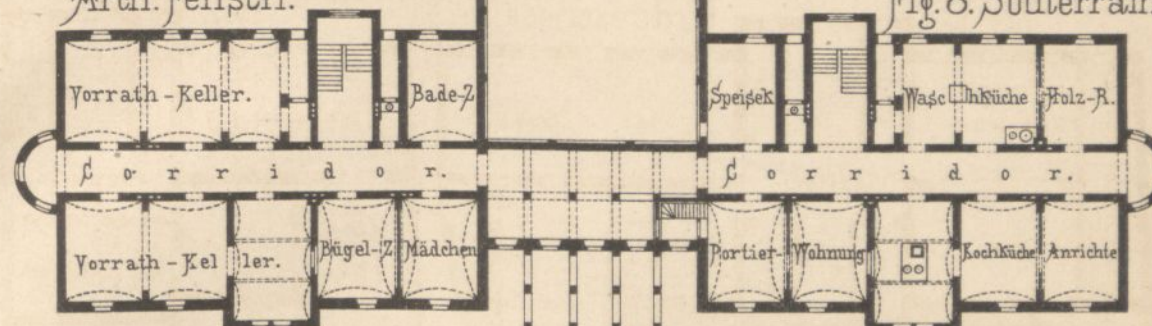 Fig. 8. Souterrain
Vorrath-Keller.
Bade-Z
Speisek
Waschküche
Holz-R.
Corridor.
Corridor.
Vorrath-Keller.
Bügel-Z
Mädchen
Portier-Wohnung
Kochküche
Anrichte